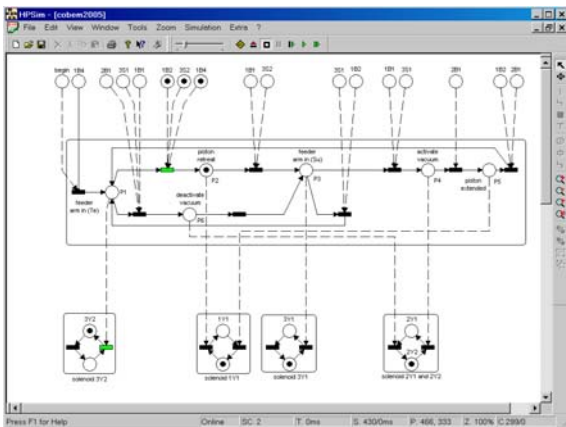 HPSim - [cobem2005]
File Edit View Window Tools Zoom Simulation Extra ?
begin 1B4 2B1 3S1 1B1 1B2 3S2 1B4 1B1 3S2 3S1 1B2 1B1 3S1 2B1 1B2 2B1
piston
retreat
feeder
arm in (Su)
activate
vacuum
P1 P2 P3 P4 P5
feeder
arm in (Te)
deactivate
vacuum
piston
extended
P6
3Y2 1Y1 3Y1 2Y1
2Y2
solenoid 3Y2 solenoid 1Y1 solenoid 3Y1 solenoid 2Y1 and 2Y2
Press F1 for Help Online SC: 2 T: 0ms S: 430/0ms P: 466, 333 Z: 100% C:299/0